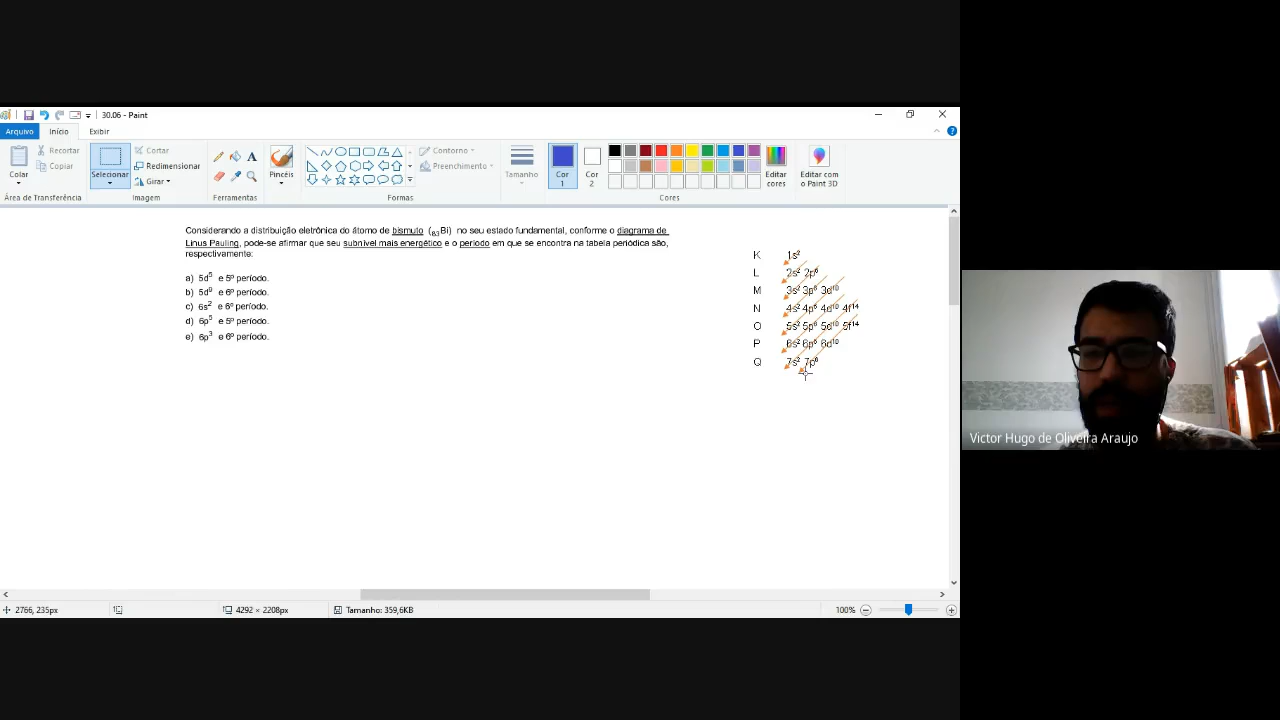 30.06 - Paint
Arquivo Início Exibir
Colar
Recortar
Copiar
Área de Transferência
Selecionar
Redimensionar
Cortar
Girar
Imagem
Ferramentas
Pincéis
Contorno
Preenchimento
Formas
Tamanho
Cor 1
Cor 2
Cores
Editar cores
Editar com o Paint 3D
Considerando a distribuição eletrônica do átomo de bismuto (₈₃Bi) no seu estado fundamental, conforme o diagrama de
Linus Pauling, pode-se afirmar que seu subnível mais energético e o período em que se encontra na tabela periódica são,
respectivamente:
a) 5d⁵ e 5º período.
b) 5d⁹ e 6º período.
c) 6s² e 6º período.
d) 6p⁵ e 5º período.
e) 6p³ e 6º período.
K 1s²
L 2s² 2p⁶
M 3s² 3p⁶ 3d¹⁰
N 4s² 4p⁶ 4d¹⁰ 4f¹⁴
O 5s² 5p⁶ 5d¹⁰ 5f¹⁴
P 6s² 6p⁶ 6d¹⁰
Q 7s² 7p⁶
Victor Hugo de Oliveira Araujo
2766, 235px
4292 × 2208px
Tamanho: 359,6KB
100%